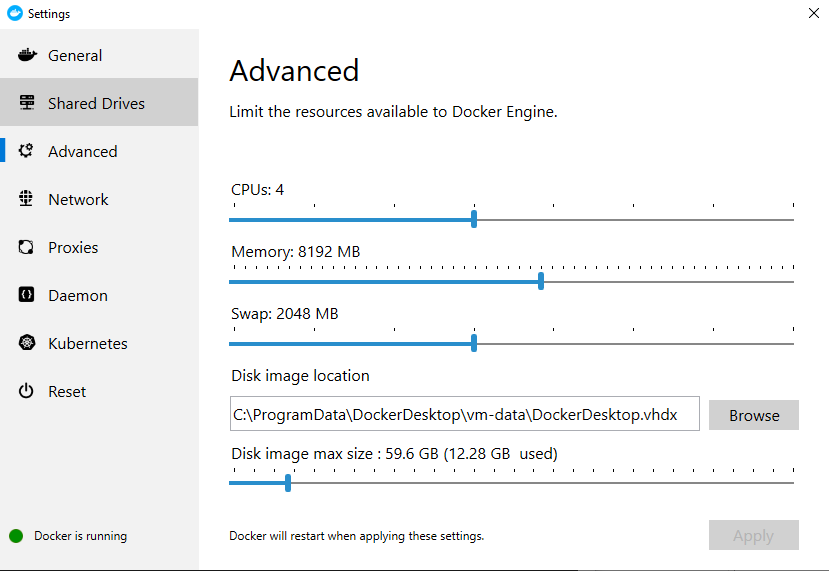 Settings
General
Shared Drives
Advanced
Network
Proxies
Daemon
Kubernetes
Reset
Docker is running
Advanced
Limit the resources available to Docker Engine.
CPUs: 4
Memory: 8192 MB
Swap: 2048 MB
Disk image location
C:\ProgramData\DockerDesktop\vm-data\DockerDesktop.vhdx
Browse
Disk image max size : 59.6 GB (12.28 GB  used)
Docker will restart when applying these settings.
Apply